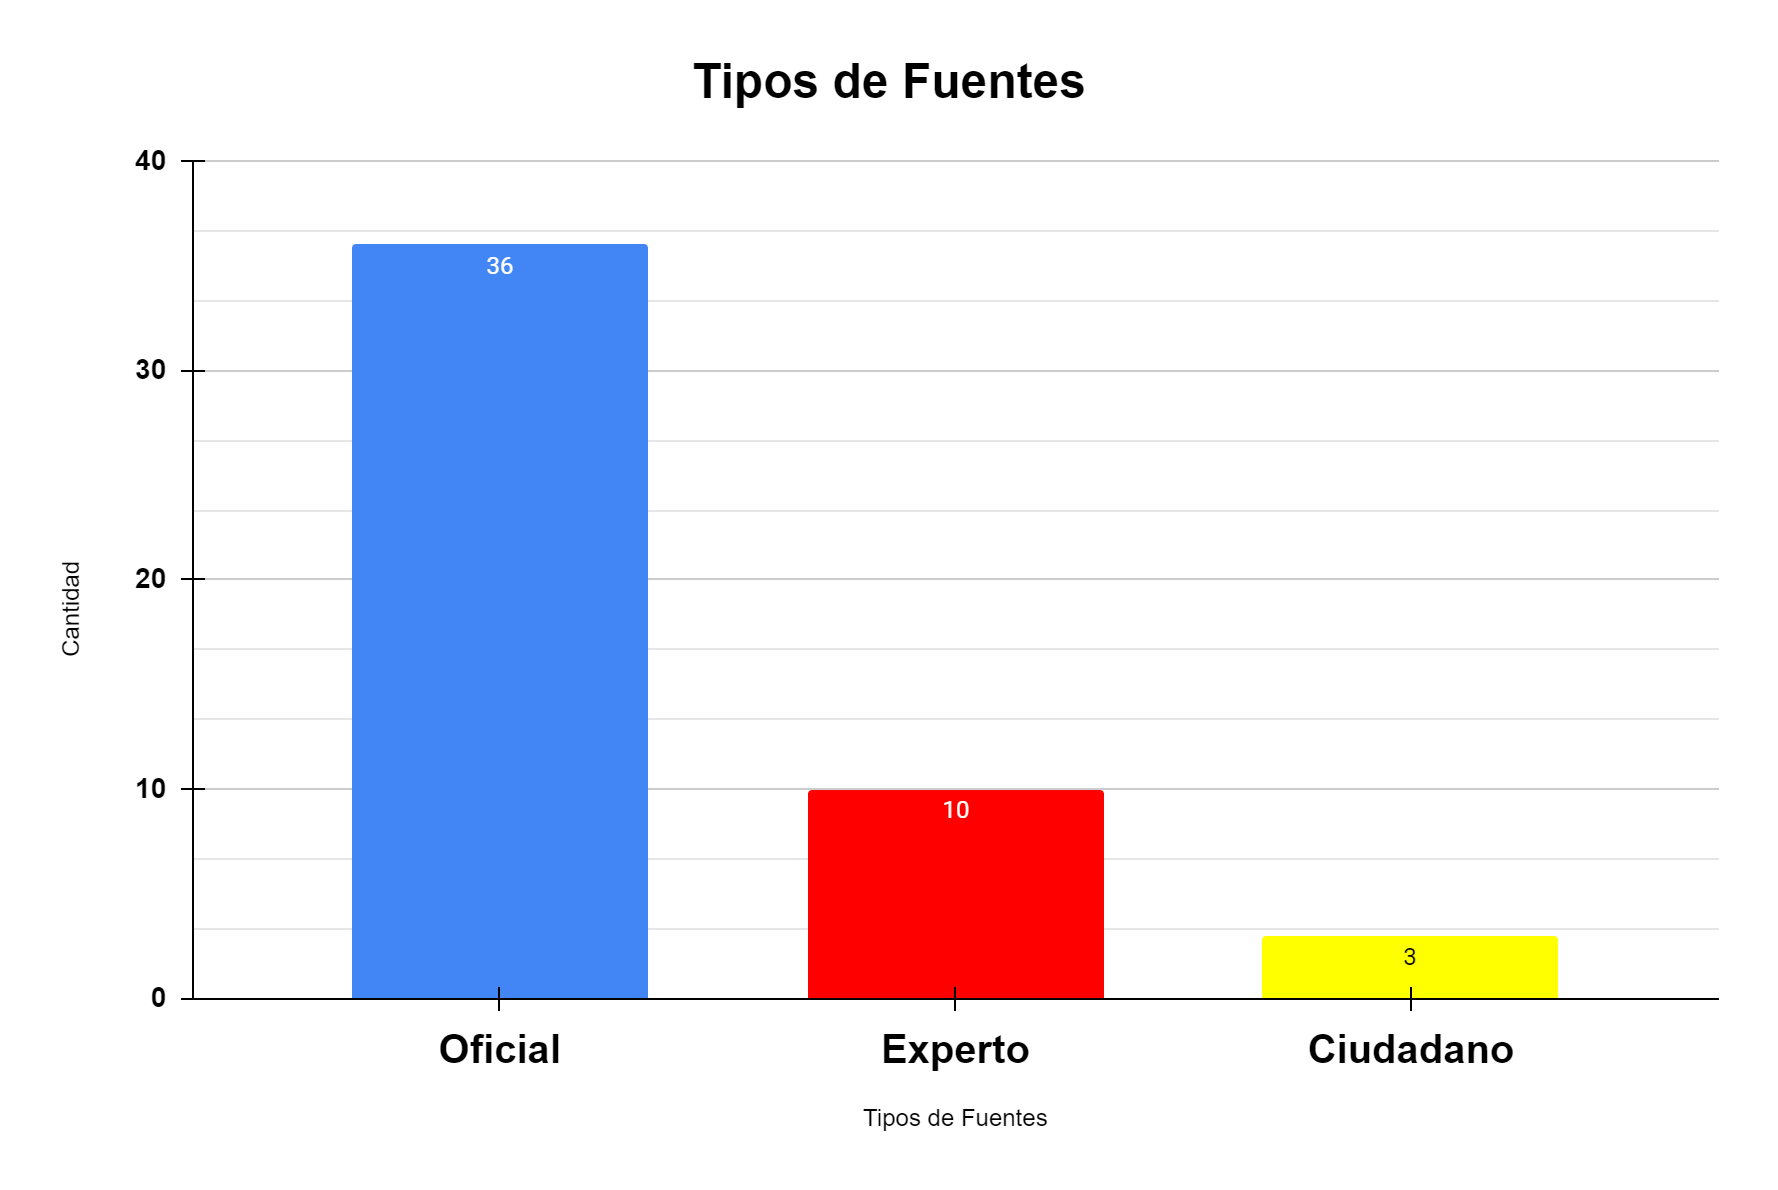 Tipos de Fuentes
40
30
20
10
0
Cantidad
36
10
3
Oficial
Experto
Ciudadano
Tipos de Fuentes